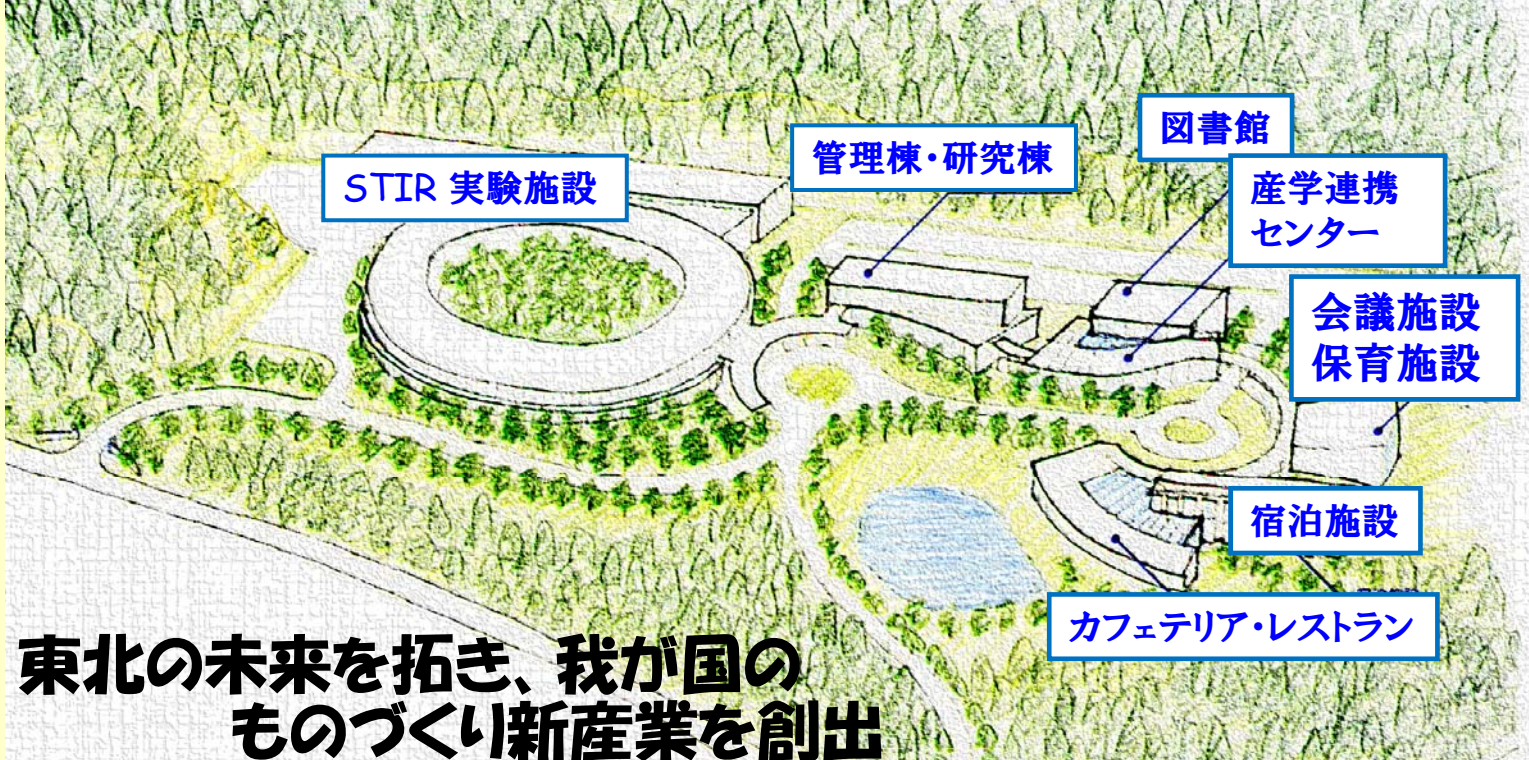 図書館
管理棟・研究棟
STIR 実験施設
産学連携
センター
会議施設
保育施設
宿泊施設
カフェテリア・レストラン
東北の未来を拓き、我が国の
ものづくり新産業を創出